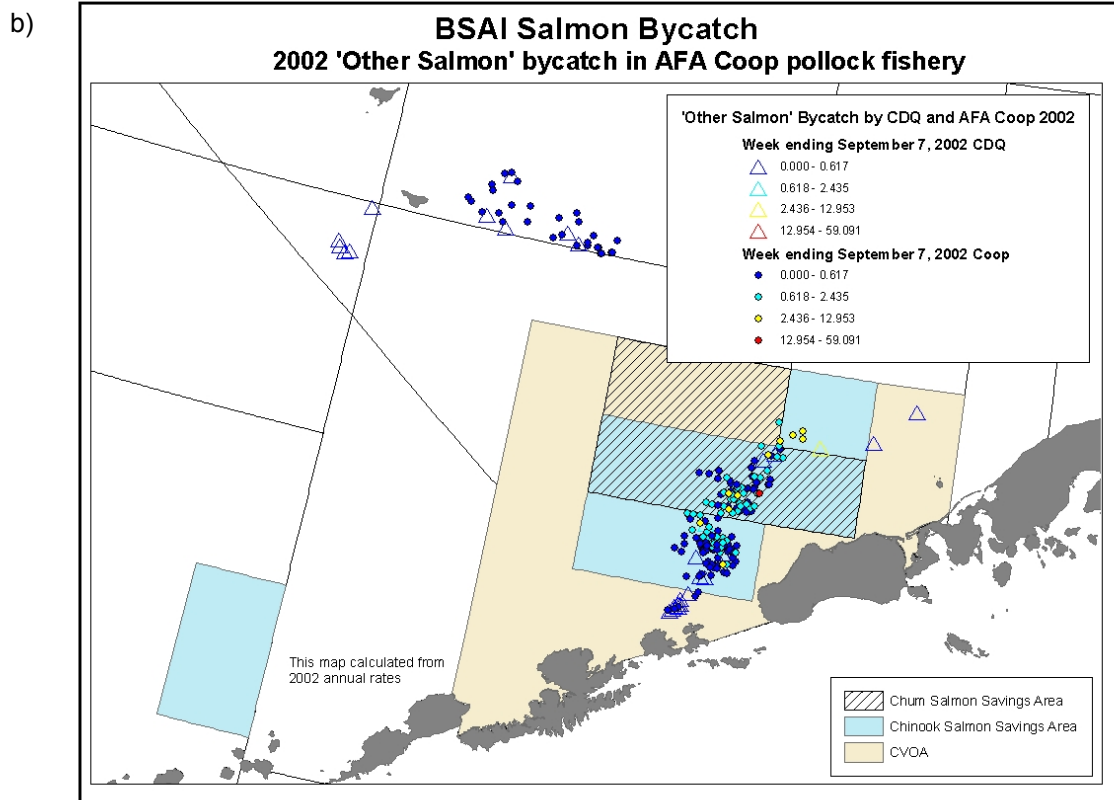 b)
BSAI Salmon Bycatch
2002 'Other Salmon' bycatch in AFA Coop pollock fishery
'Other Salmon' Bycatch by CDQ and AFA Coop 2002
Week ending September 7, 2002 CDQ
0.000 - 0.617
0.618 - 2.435
2.436 - 12.953
12.954 - 59.091
Week ending September 7, 2002 Coop
0.000 - 0.617
0.618 - 2.435
2.436 - 12.953
12.954 - 59.091
This map calculated from
2002 annual rates
Chum Salmon Savings Area
Chinook Salmon Savings Area
CVOA